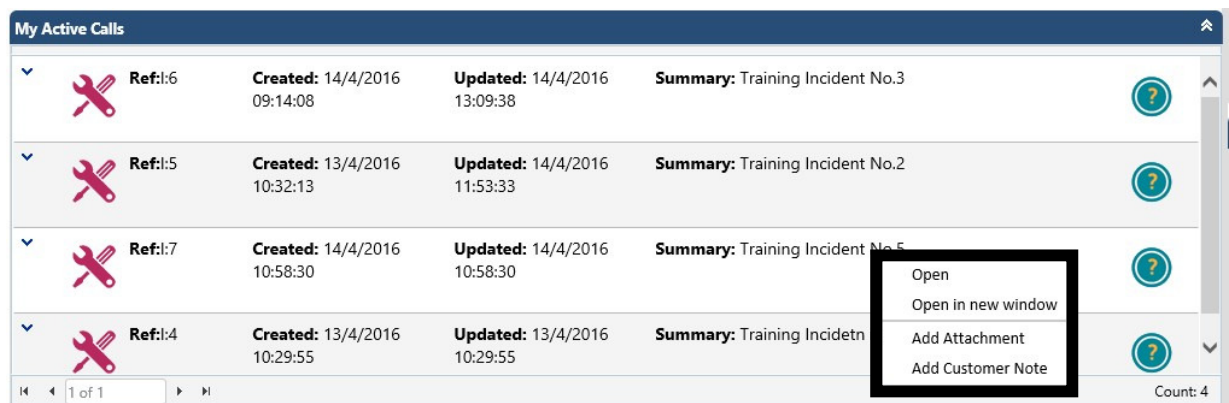 My Active Calls
Ref:I:6 Created: 14/4/2016 Updated: 14/4/2016 Summary: Training Incident No.3
09:14:08 13:09:38
?
Ref:I:5 Created: 13/4/2016 Updated: 14/4/2016 Summary: Training Incident No.2
10:32:13 11:53:33
?
Ref:I:7 Created: 14/4/2016 Updated: 14/4/2016 Summary: Training Incident No.5
10:58:30 10:58:30
?
Open
Open in new window
Add Attachment
Add Customer Note
Ref:I:4 Created: 13/4/2016 Updated: 13/4/2016 Summary: Training Incidetn
10:29:55 10:29:55
?
1 of 1 Count: 4